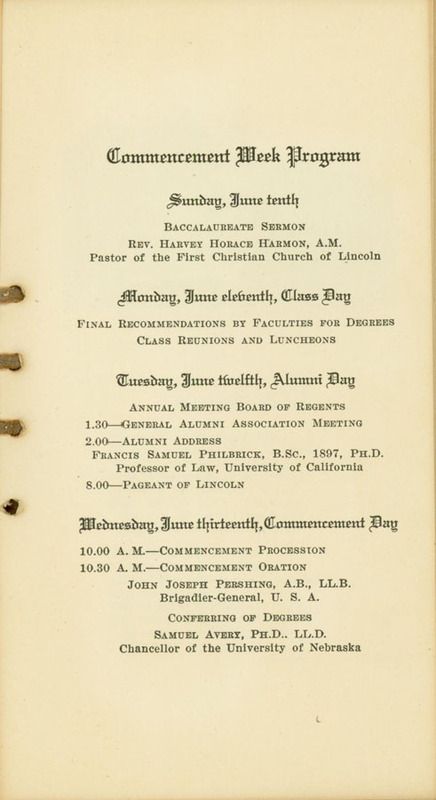 Commencement Week Program
Sunday, June tenth
BACCALAUREATE SERMON
REV. HARVEY HORACE HARMON, A.M.
Pastor of the First Christian Church of Lincoln
Monday, June eleventh, Class Day
FINAL RECOMMENDATIONS BY FACULTIES FOR DEGREES
CLASS REUNIONS AND LUNCHEONS
Tuesday, June twelfth, Alumni Day
ANNUAL MEETING BOARD OF REGENTS
1.30—GENERAL ALUMNI ASSOCIATION MEETING
2.00—ALUMNI ADDRESS
FRANCIS SAMUEL PHILBRICK, B.SC., 1897, PH.D.
Professor of Law, University of California
8.00—PAGEANT OF LINCOLN
Wednesday, June thirteenth, Commencement Day
10.00 A. M.—COMMENCEMENT PROCESSION
10.30 A. M.—COMMENCEMENT ORATION
JOHN JOSEPH PERSHING, A.B., LL.B.
Brigadier-General, U. S. A.
CONFERRING OF DEGREES
SAMUEL AVERY, PH.D.. LL.D.
Chancellor of the University of Nebraska